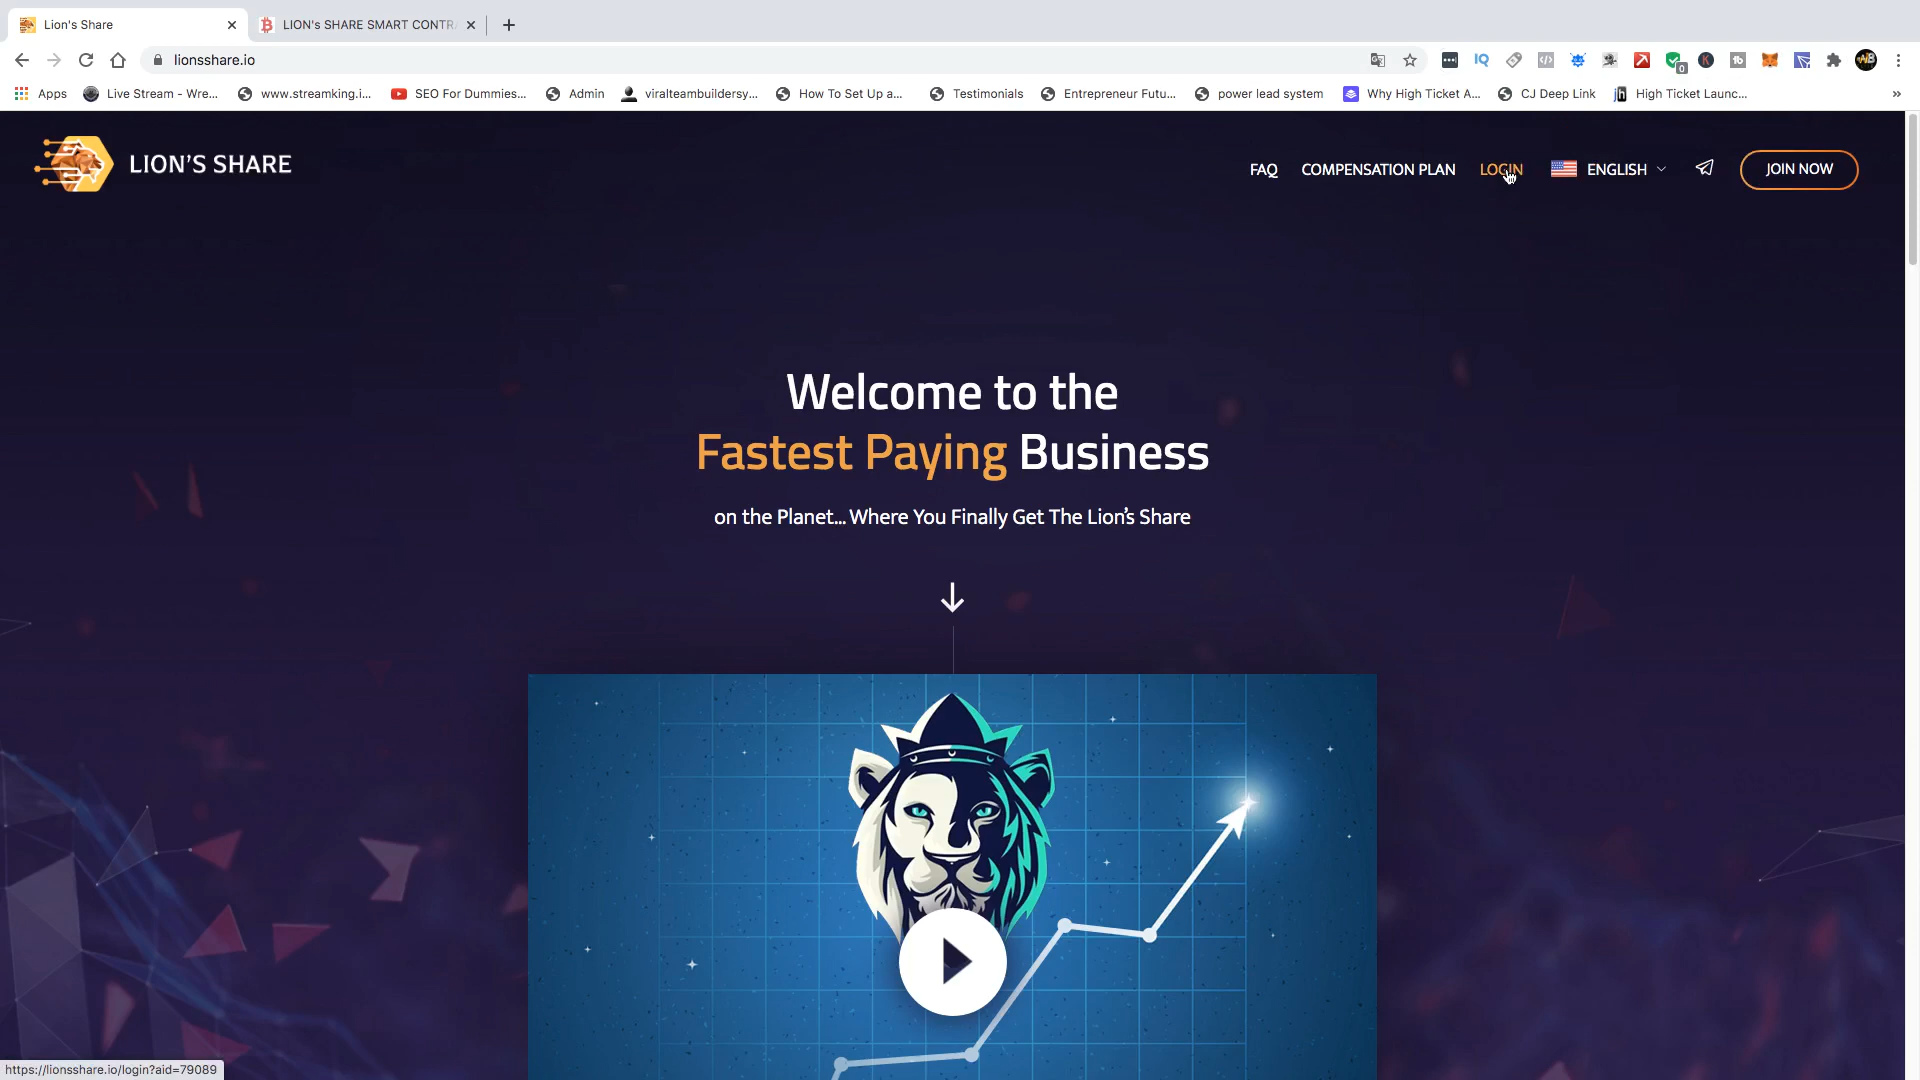 Lion's Share
LION's SHARE SMART CONTR
lionsshare.io
IQ
0
K
tb
Apps
Live Stream - Wre...
www.streamking.i...
SEO For Dummies...
Admin
viralteambuildersy...
How To Set Up a...
Testimonials
Entrepreneur Futu...
power lead system
Why High Ticket A...
CJ Deep Link
High Ticket Launc...
LION'S SHARE
FAQ
COMPENSATION PLAN
LOGIN
ENGLISH
JOIN NOW
Welcome to the
Fastest Paying Business
on the Planet... Where You Finally Get The Lion's Share
https://lionsshare.io/login?aid=79089